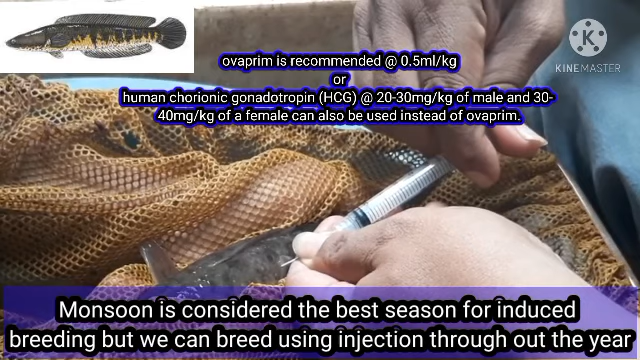 ovaprim is recommended @ 0.5ml/kg
or
human chorionic gonadotropin (HCG) @ 20-30mg/kg of male and 30-
40mg/kg of a female can also be used instead of ovaprim.
KINEMASTER
Monsoon is considered the best season for induced
breeding but we can breed using injection through out the year